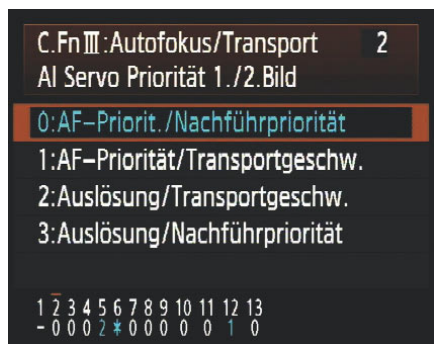 C.Fn III:Autofokus/Transport 2
AI Servo Priorität 1./2.Bild
0:AF-Priorit./Nachführpriorität
1:AF-Priorität/Transportgeschw.
2:Auslösung/Transportgeschw.
3:Auslösung/Nachführpriorität
1 2 3 4 5 6 7 8 9 10 11 12 13
- 0 0 0 2 * 0 0 0 0 0 1 0